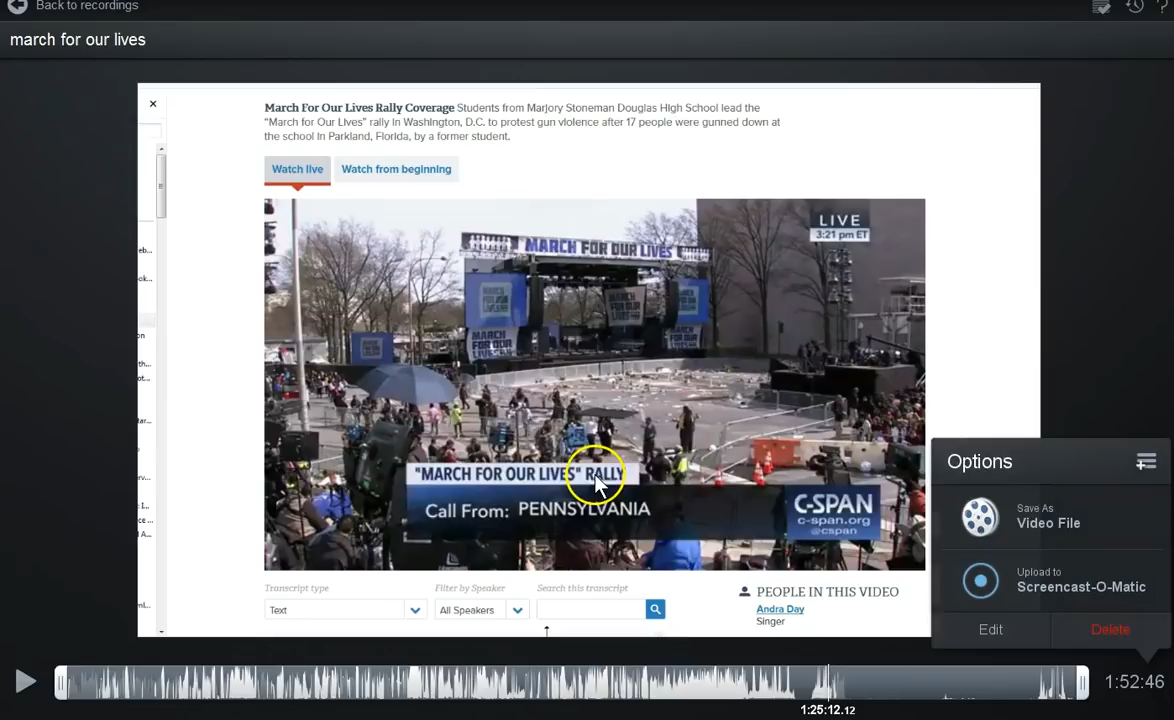 Back to recordings
?
march for our lives
×
March For Our Lives Rally Coverage Students from Marjory Stoneman Douglas High School lead the
"March for Our Lives" rally in Washington, D.C. to protest gun violence after 17 people were gunned down at
the school in Parkland, Florida, by a former student.
Watch live
Watch from beginning
LIVE
3:21 pm ET
MARCH FOR OUR LIVES
MARCH
FOR OUR
LIVES
"MARCH FOR OUR LIVES" RALLY
Call From: PENNSYLVANIA
C-SPAN
c-span.org
@cspan
Transcript type
Filter by Speaker
Search this transcript
Text
All Speakers
PEOPLE IN THIS VIDEO
Andra Day
Singer
Options
Save As
Video File
Upload to
Screencast-O-Matic
Edit
Delete
1:52:46
1:25:12.12